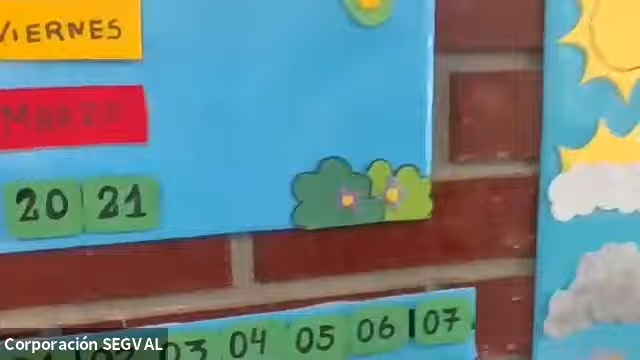 VIERNES
MARZO
20 21
03 04 05 06 07
Corporación SEGVAL